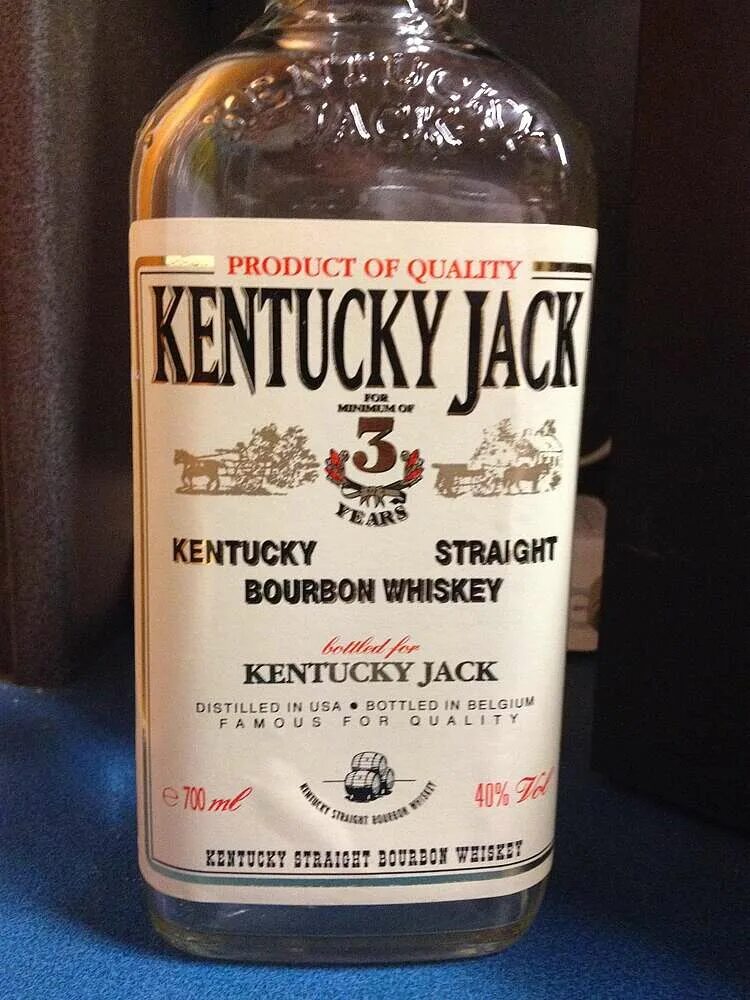 KENTUCKY
JACK
PRODUCT OF QUALITY
KENTUCKY JACK
FOR
MINIMUM OF
3
YEARS
KENTUCKY STRAIGHT
BOURBON WHISKEY
bottled for
KENTUCKY JACK
DISTILLED IN USA • BOTTLED IN BELGIUM
FAMOUS FOR QUALITY
℮ 700 ml
KENTUCKY STRAIGHT BOURBON WHISKEY
40% Vol
KENTUCKY STRAIGHT BOURBON WHISKEY